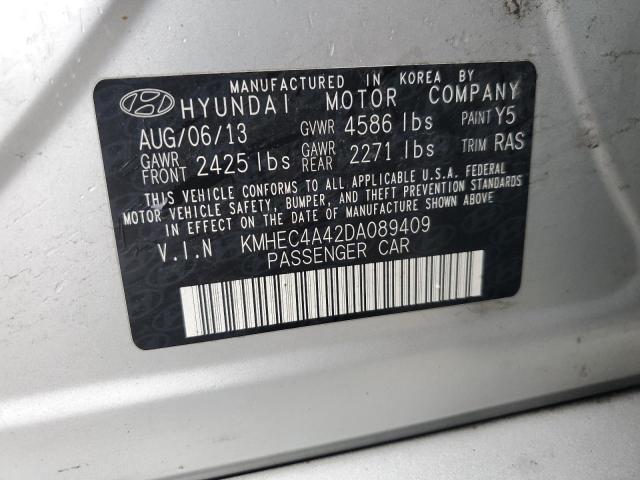 MANUFACTURED IN KOREA BY
HYUNDAI MOTOR COMPANY
AUG/06/13 GVWR 4586 lbs PAINT Y5
GAWR FRONT 2425 lbs GAWR REAR 2271 lbs TRIM RAS
THIS VEHICLE CONFORMS TO ALL APPLICABLE U.S.A. FEDERAL
MOTOR VEHICLE SAFETY, BUMPER, AND THEFT PREVENTION STANDARDS
IN EFFECT ON THE DATE OF MANUFACTURE SHOWN ABOVE.
V.I.N KMHEC4A42DA089409
PASSENGER CAR